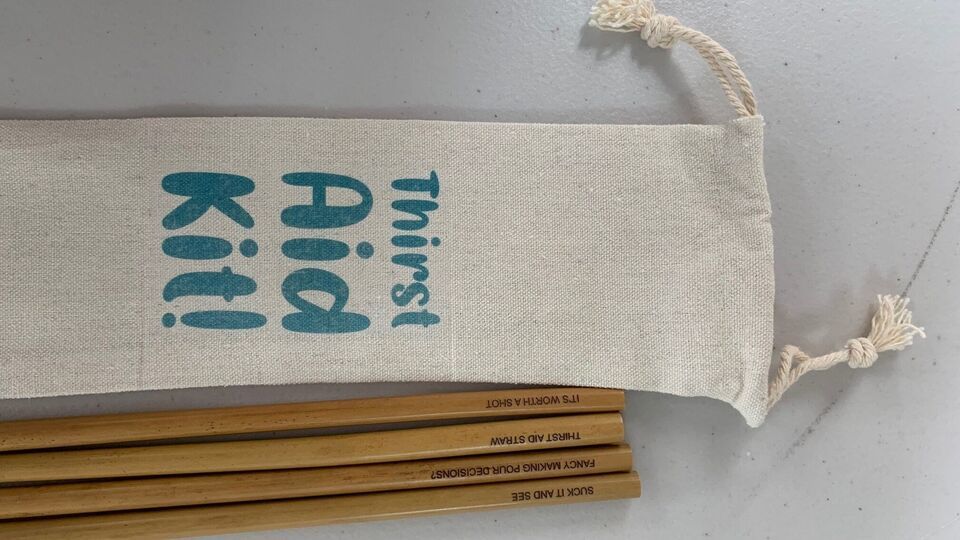 Thirst
Aid
Kit!
IT'S WORTH A SHOT
THIRST AID STRAW
FANCY MAKING POUR DECISIONS?
SUCK IT AND SEE